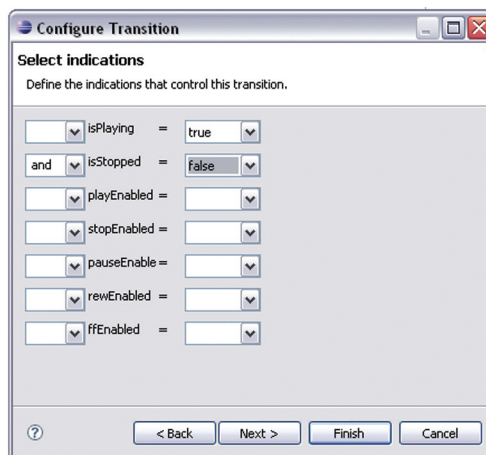 Configure Transition
Select indications
Define the indications that control this transition.
isPlaying = true
and isStopped = false
playEnabled =
stopEnabled =
pauseEnable =
rewEnabled =
ffEnabled =
? < Back Next > Finish Cancel